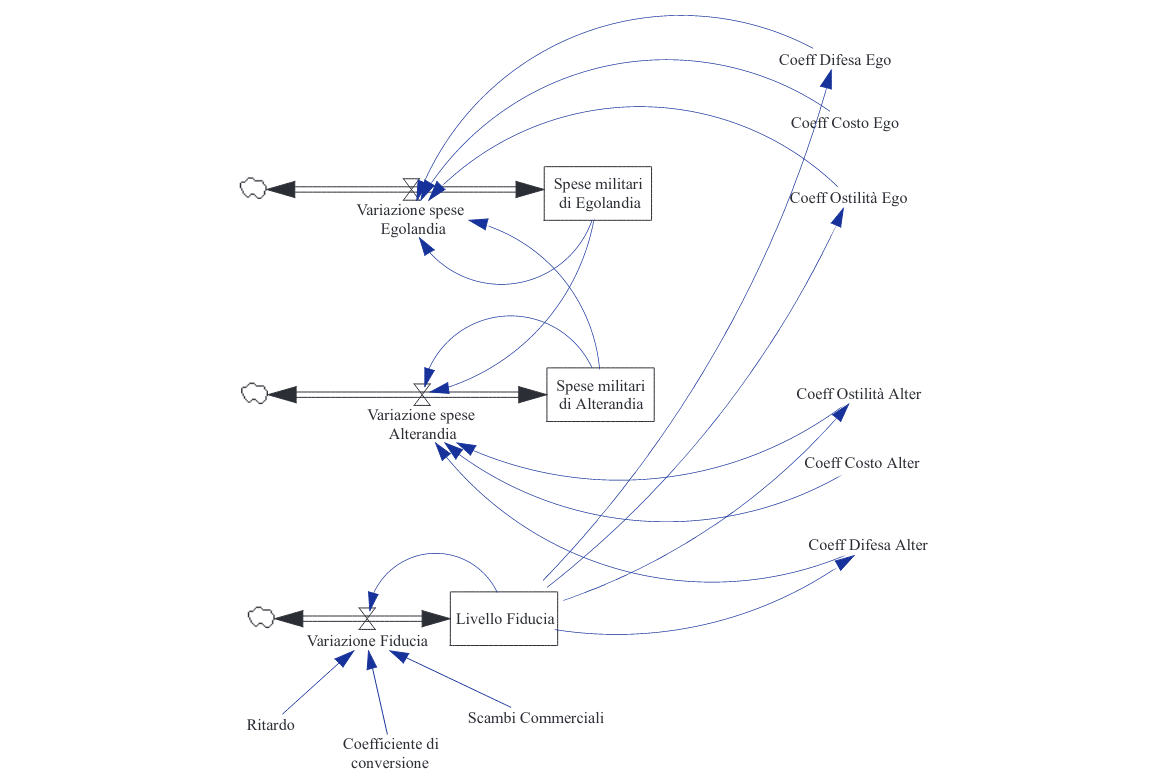 Coeff Difesa Ego
Coeff Costo Ego
Spese militari
di Egolandia
Coeff Ostilità Ego
Variazione spese
Egolandia
Spese militari
di Alterandia
Coeff Ostilità Alter
Variazione spese
Alterandia
Coeff Costo Alter
Coeff Difesa Alter
Livello Fiducia
Variazione Fiducia
Scambi Commerciali
Ritardo
Coefficiente di
conversione